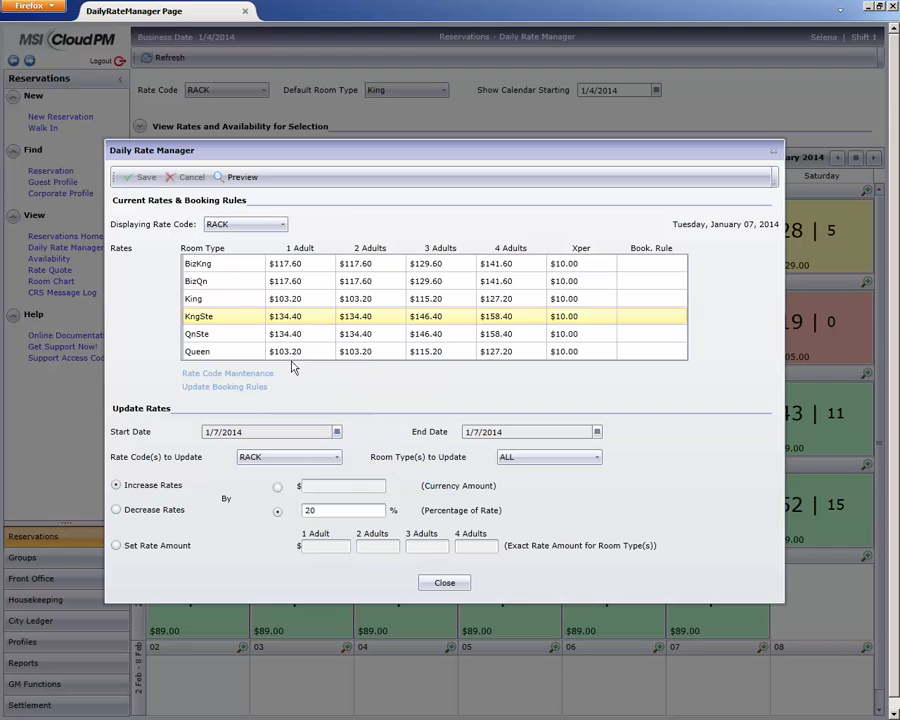 Firefox
DailyRateManager Page
MSI CloudPM
Business Date 1/4/2014
Reservations - Daily Rate Manager
Selena
Shift 1
Logout
Refresh
Reservations
Rate Code RACK
Default Room Type King
Show Calendar Starting 1/4/2014
New
New Reservation
Walk In
View Rates and Availability for Selection
Find
Reservation
Guest Profile
Corporate Profile
View
Reservations Home
Daily Rate Manager
Availability
Rate Quote
Room Chart
CRS Message Log
Help
Online Documentation
Get Support Now!
Support Access Cod
Daily Rate Manager
Save Cancel Preview
Current Rates & Booking Rules
Displaying Rate Code: RACK
Tuesday, January 07, 2014
Rates
Room Type 1 Adult 2 Adults 3 Adults 4 Adults Xper Book. Rule
BizKng $117.60 $117.60 $129.60 $141.60 $10.00
BizQn $117.60 $117.60 $129.60 $141.60 $10.00
King $103.20 $103.20 $115.20 $127.20 $10.00
KngSte $134.40 $134.40 $146.40 $158.40 $10.00
QnSte $134.40 $134.40 $146.40 $158.40 $10.00
Queen $103.20 $103.20 $115.20 $127.20 $10.00
Rate Code Maintenance
Update Booking Rules
Update Rates
Start Date 1/7/2014
End Date 1/7/2014
Rate Code(s) to Update RACK
Room Type(s) to Update ALL
Increase Rates
By
Decrease Rates
$ (Currency Amount)
20 % (Percentage of Rate)
1 Adult 2 Adults 3 Adults 4 Adults
Set Rate Amount $ (Exact Rate Amount for Room Type(s))
Close
ary 2014
Saturday
28 | 5
29.00
19 | 0
05.00
43 | 11
52 | 15
Reservations
Groups
Front Office
Housekeeping
City Ledger
Profiles
Reports
GM Functions
Settlement
$89.00 $89.00 $89.00 $89.00 $89.00 $89.00
2 Feb - 8 Feb
02 03 04 05 06 07 08